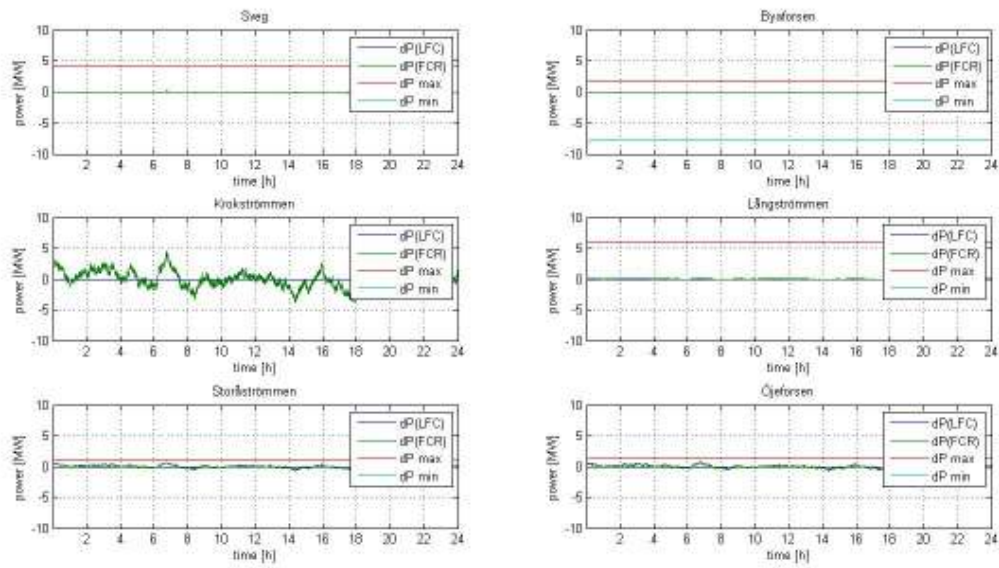 Sveg
10
5
0
-5
-10
power [MW]
dP(LFC)
dP(FCR)
dP max
dP min
2 4 6 8 10 12 14 16 18 20 22 24
time [h]
Byaforsen
10
5
0
-5
-10
power [MW]
dP(LFC)
dP(FCR)
dP max
dP min
2 4 6 8 10 12 14 16 18 20 22 24
time [h]
Krokströmmen
10
5
0
-5
-10
power [MW]
dP(LFC)
dP(FCR)
dP max
dP min
2 4 6 8 10 12 14 16 18 20 22 24
time [h]
Långströmmen
10
5
0
-5
-10
power [MW]
dP(LFC)
dP(FCR)
dP max
dP min
2 4 6 8 10 12 14 16 18 20 22 24
time [h]
Storåströmmen
10
5
0
-5
-10
power [MW]
dP(LFC)
dP(FCR)
dP max
dP min
2 4 6 8 10 12 14 16 18 20 22 24
time [h]
Öjeforsen
10
5
0
-5
-10
power [MW]
dP(LFC)
dP(FCR)
dP max
dP min
2 4 6 8 10 12 14 16 18 20 22 24
time [h]